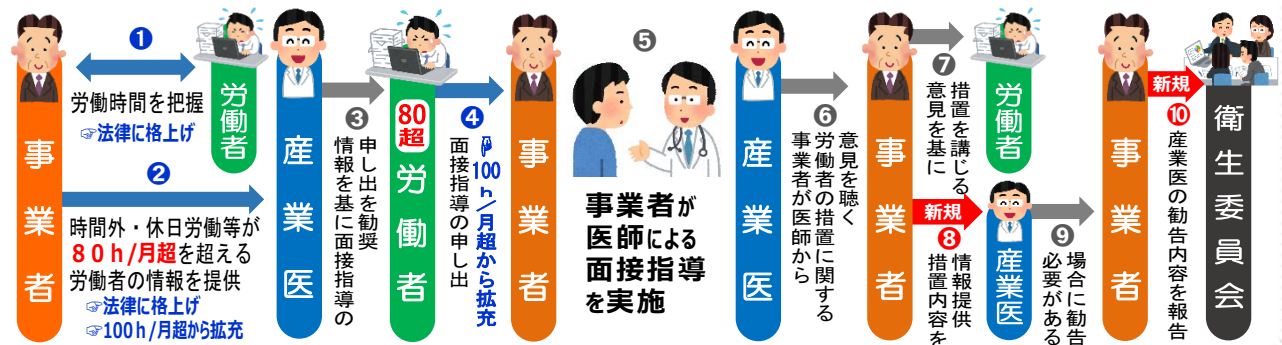 事業者
❶
労働時間を把握
☞法律に格上げ
労働者
❷
時間外・休日労働等が
８０ｈ/月超を超える
労働者の情報を提供
☞法律に格上げ
☞100ｈ/月超から拡充
産業医
❸
情報を基に面接指導の
申し出を勧奨
80
超
労働者
❹
面接指導の申し出
☞100ｈ/月超から拡充
事業者
❺
事業者が
医師による
面接指導
を実施
産業医
❻
事業者が医師から
労働者の措置に関する
意見を聴く
事業者
❼
意見を基に
措置を講じる
労働者
新規
❽
措置内容を
情報提供
産業医
❾
必要がある
場合に勧告
事業者
新規
❿
産業医の勧告内容を報告
衛生委員会